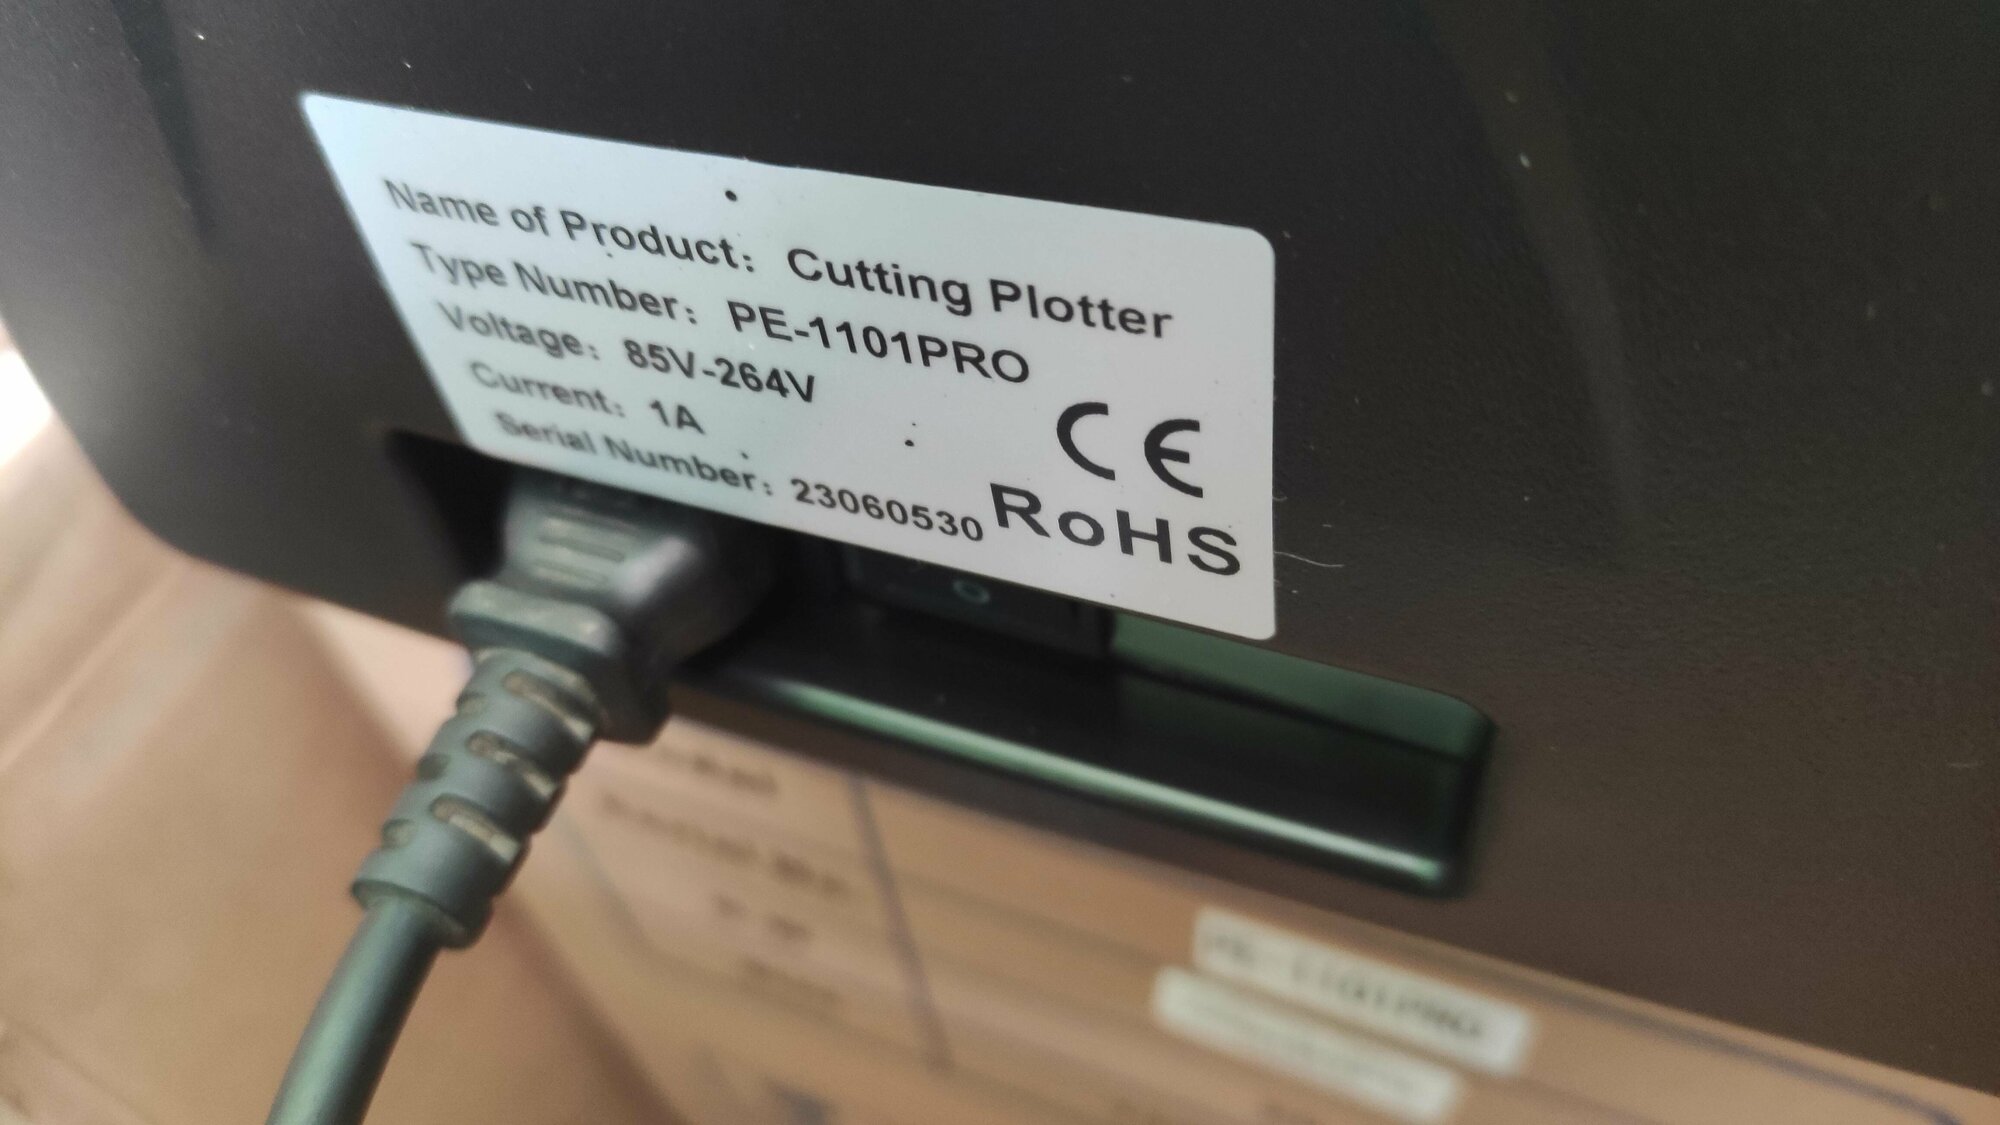 Name of Product: Cutting Plotter
Type Number: PE-1101PRO
Voltage: 85V-264V
Current: 1A
Serial Number: 23060530
CE
RoHS